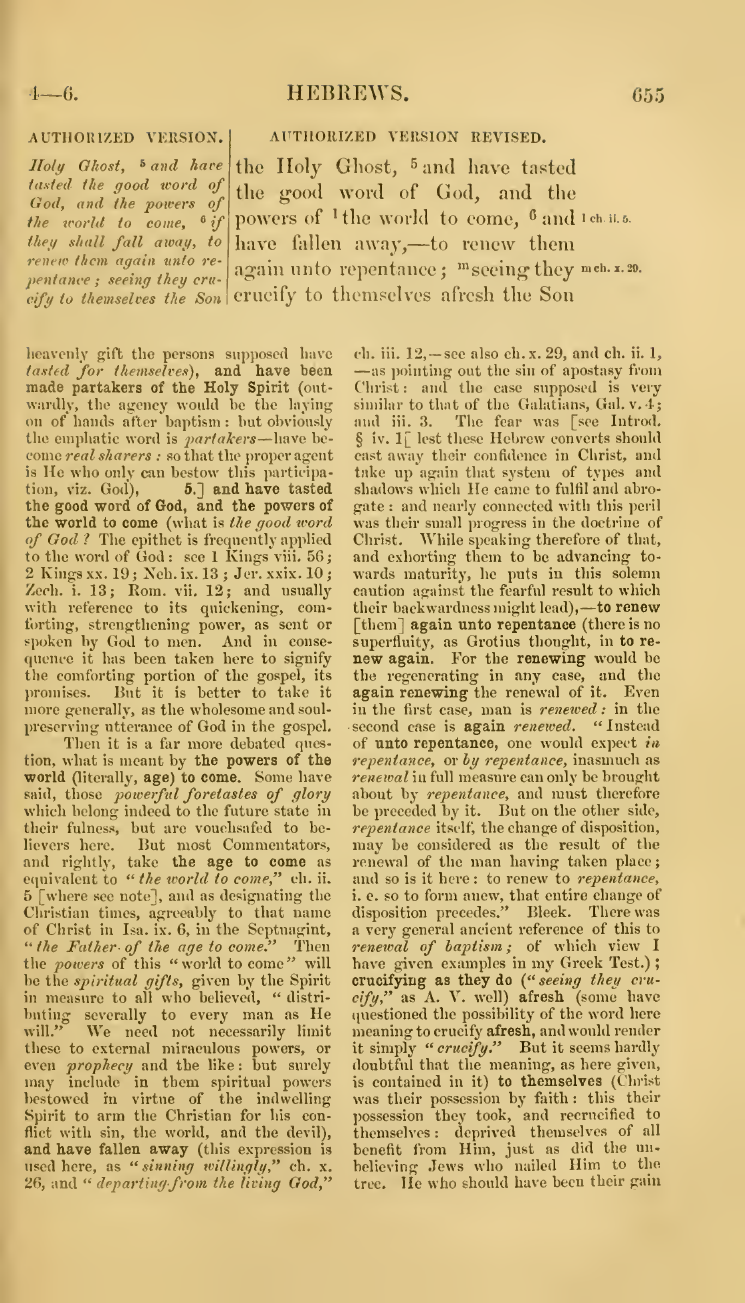 4—6.
HEBREWS.
655
AUTHORIZED VERSION.
Holy Ghost, 5 and have
tasted the good word of
God, and the powers of
the world to come, 6 if
they shall fall away, to
renew them again unto re-
pentance; seeing they cru-
cify to themselves the Son
AUTHORIZED VERSION REVISED.
the Holy Ghost, 5 and have tasted
the good word of God, and the
powers of l the world to come, 6 and
have fallen away,—to renew them
again unto repentance; m seeing they
crucify to themselves afresh the Son
l ch. ii. 5.
m ch. x. 29.
heavenly gift the persons supposed have
tasted for themselves), and have been
made partakers of the Holy Spirit (out-
wardly, the agency would be the laying
on of hands after baptism: but obviously
the emphatic word is partakers—have be-
come real sharers: so that the proper agent
is He who only can bestow this participa-
tion, viz. God), 5.] and have tasted
the good word of God, and the powers of
the world to come (what is the good word
of God? The epithet is frequently applied
to the word of God: see 1 Kings viii. 56;
2 Kings xx. 19; Neh. ix. 13; Jer. xxix. 10;
Zech. i. 13; Rom. vii. 12; and usually
with reference to its quickening, com-
forting, strengthening power, as sent or
spoken by God to men. And in conse-
quence it has been taken here to signify
the comforting portion of the gospel, its
promises. But it is better to take it
more generally, as the wholesome and soul-
preserving utterance of God in the gospel.
Then it is a far more debated ques-
tion, what is meant by the powers of the
world (literally, age) to come. Some have
said, those powerful foretastes of glory
which belong indeed to the future state in
their fulness, but are vouchsafed to be-
lievers here. But most Commentators,
and rightly, take the age to come as
equivalent to "the world to come," ch. ii.
5 [where see note], and as designating the
Christian times, agreeably to that name
of Christ in Isa. ix. 6, in the Septuagint,
"the Father of the age to come." Then
the powers of this "world to come" will
be the spiritual gifts, given by the Spirit
in measure to all who believed, "distri-
buting severally to every man as He
will." We need not necessarily limit
these to external miraculous powers, or
even prophecy and the like: but surely
may include in them spiritual powers
bestowed in virtue of the indwelling
Spirit to arm the Christian for his con-
flict with sin, the world, and the devil),
and have fallen away (this expression is
used here, as "sinning willingly," ch. x.
26, and "departing from the living God,"
ch. iii. 12,—see also ch. x. 29, and ch. ii. 1,
—as pointing out the sin of apostasy from
Christ: and the case supposed is very
similar to that of the Galatians, Gal. v. 4;
and iii. 3. The fear was [see Introd.
§ iv. 1[ lest these Hebrew converts should
cast away their confidence in Christ, and
take up again that system of types and
shadows which He came to fulfil and abro-
gate: and nearly connected with this peril
was their small progress in the doctrine of
Christ. While speaking therefore of that,
and exhorting them to be advancing to-
wards maturity, he puts in this solemn
caution against the fearful result to which
their backwardness might lead),—to renew
[them] again unto repentance (there is no
superfluity, as Grotius thought, in to re-
new again. For the renewing would be
the regenerating in any case, and the
again renewing the renewal of it. Even
in the first case, man is renewed: in the
second case is again renewed. "Instead
of unto repentance, one would expect in
repentance, or by repentance, inasmuch as
renewal in full measure can only be brought
about by repentance, and must therefore
be preceded by it. But on the other side,
repentance itself, the change of disposition,
may be considered as the result of the
renewal of the man having taken place;
and so is it here: to renew to repentance,
i. e. so to form anew, that entire change of
disposition precedes." Bleek. There was
a very general ancient reference of this to
renewal of baptism; of which view I
have given examples in my Greek Test.);
crucifying as they do ("seeing they cru-
cify," as A. V. well) afresh (some have
questioned the possibility of the word here
meaning to crucify afresh, and would render
it simply "crucify." But it seems hardly
doubtful that the meaning, as here given,
is contained in it) to themselves (Christ
was their possession by faith: this their
possession they took, and recrucified to
themselves: deprived themselves of all
benefit from Him, just as did the un-
believing Jews who nailed Him to the
tree. He who should have been their gain